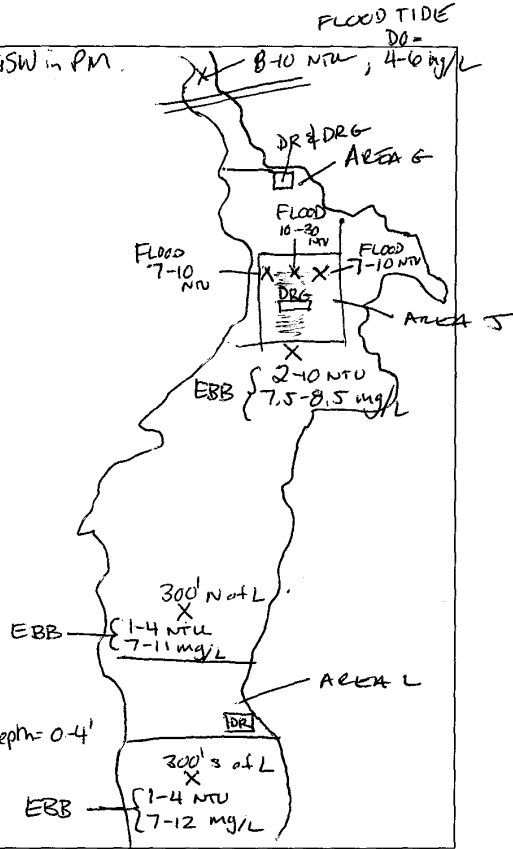 FLOOD TIDE
DO =
SW in PM.
8-10 NTU, 4-6 mg/L
DR & DRG
AREA G
FLOOD
10-30
NTU
FLOOD
7-10
NTU
FLOOD
7-10 NTU
DRG
AREA J
EBB
2-10 NTU
7.5-8.5 mg/L
300' N of L
EBB
1-4 NTU
7-11 mg/L
AREA L
DR
epth = 0-4'
300' S of L
EBB
1-4 NTU
7-12 mg/L